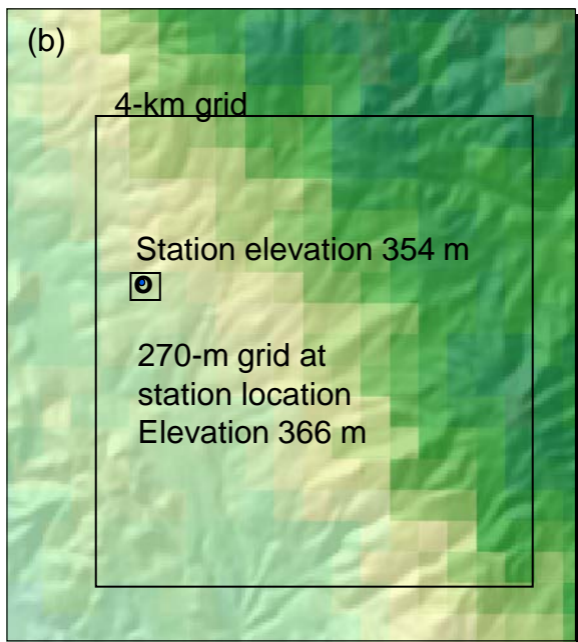 (b)
4-km grid
Station elevation 354 m
270-m grid at
station location
Elevation 366 m